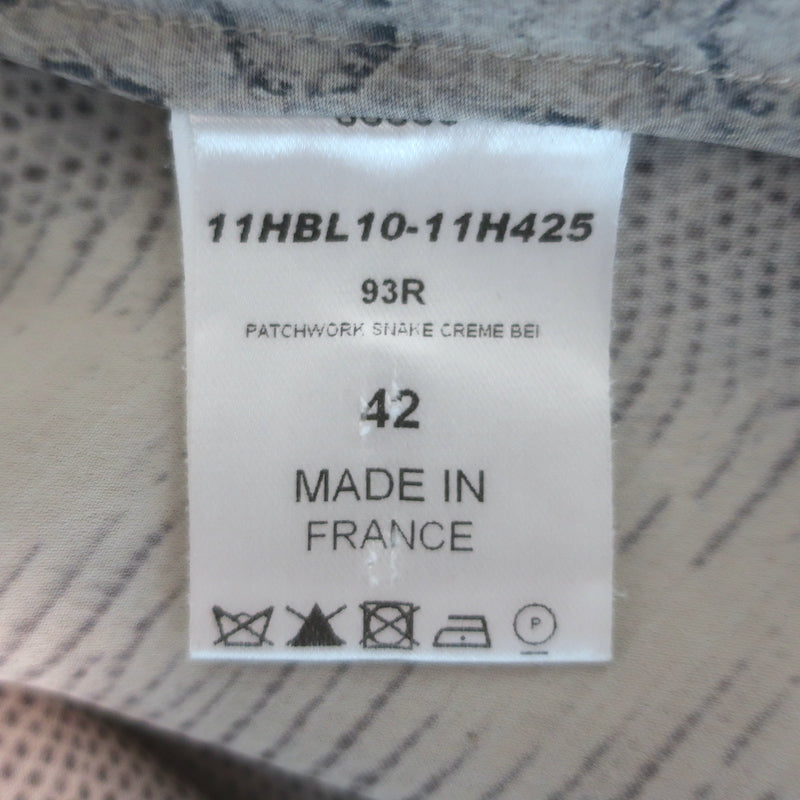 11HBL10-11H425
93R
PATCHWORK SNAKE CREME BEI
42
MADE IN
FRANCE
P